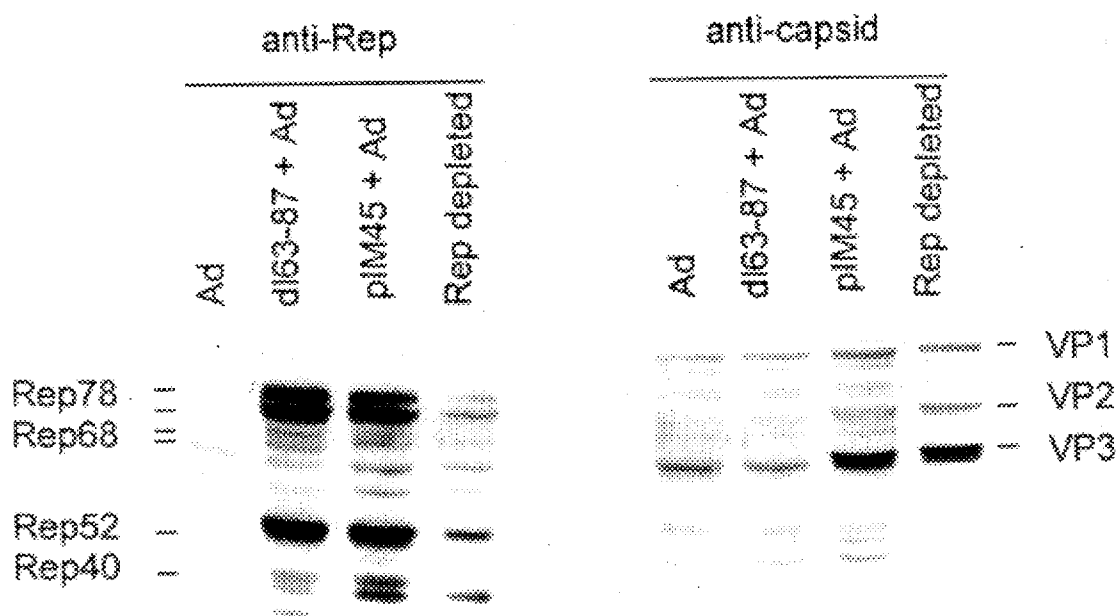 anti-Rep
anti-capsid
Ad
dl63-87 + Ad
pIM45 + Ad
Rep depleted
Ad
dl63-87 + Ad
pIM45 + Ad
Rep depleted
Rep78
Rep68
Rep52
Rep40
VP1
VP2
VP3